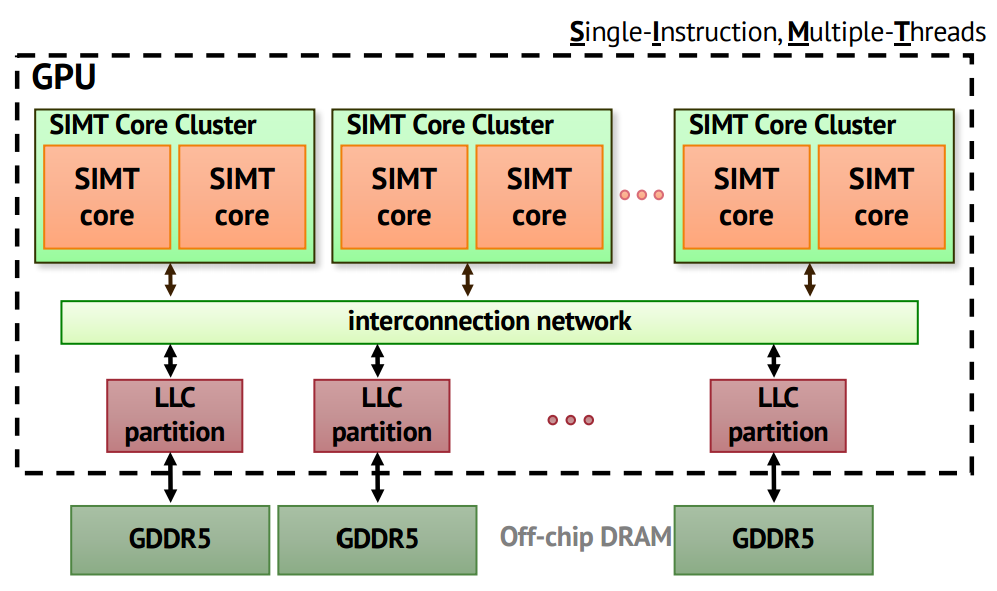 Single-Instruction, Multiple-Threads
GPU
SIMT Core Cluster
SIMT
core
SIMT
core
SIMT Core Cluster
SIMT
core
SIMT
core
SIMT Core Cluster
SIMT
core
SIMT
core
interconnection network
LLC
partition
LLC
partition
LLC
partition
GDDR5
GDDR5
Off-chip DRAM
GDDR5